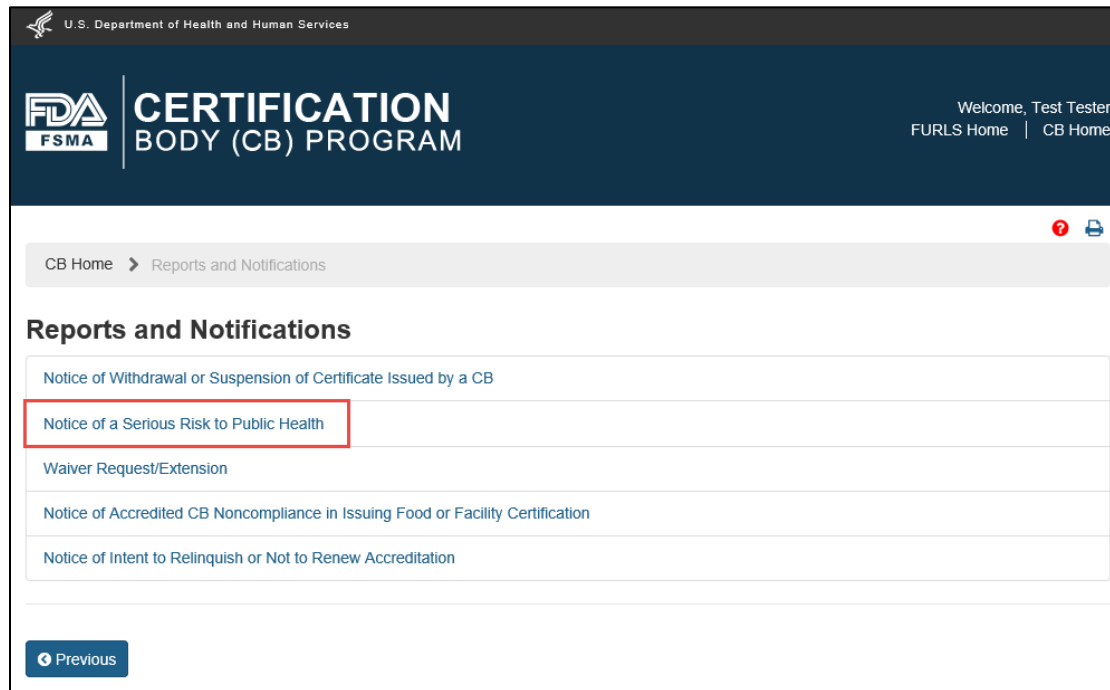 U.S. Department of Health and Human Services
FDA
FSMA
CERTIFICATION
BODY (CB) PROGRAM
Welcome, Test Tester
FURLS Home | CB Home
?
CB Home > Reports and Notifications
Reports and Notifications
Notice of Withdrawal or Suspension of Certificate Issued by a CB
Notice of a Serious Risk to Public Health
Waiver Request/Extension
Notice of Accredited CB Noncompliance in Issuing Food or Facility Certification
Notice of Intent to Relinquish or Not to Renew Accreditation
Previous